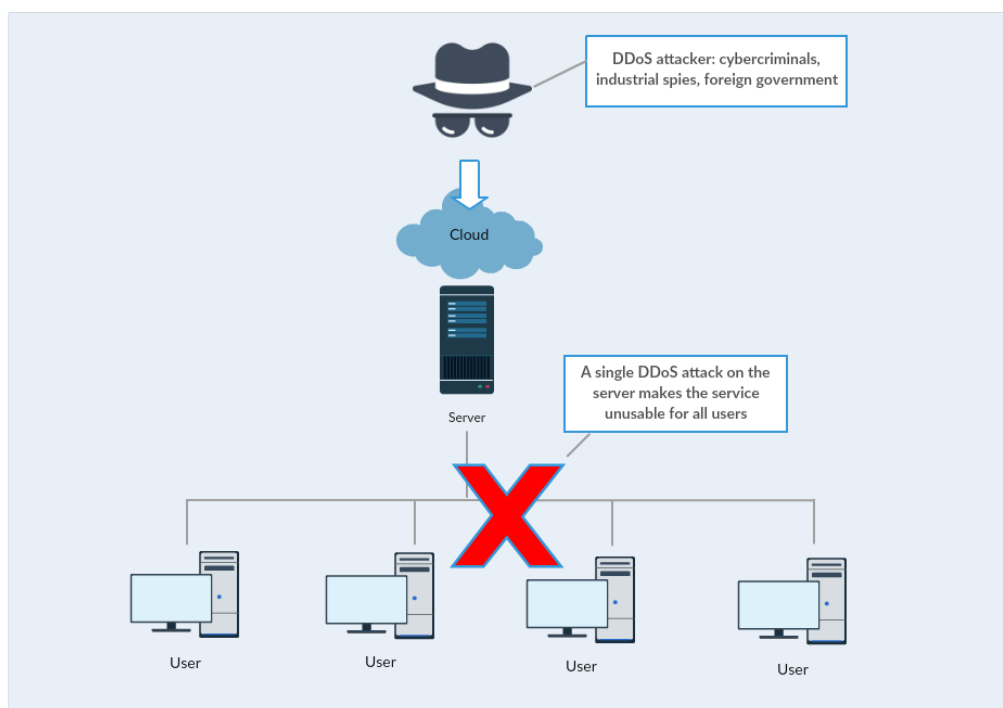 DDoS attacker: cybercriminals,
industrial spies, foreign government
Cloud
Server
A single DDoS attack on the
server makes the service
unusable for all users
User
User
User
User